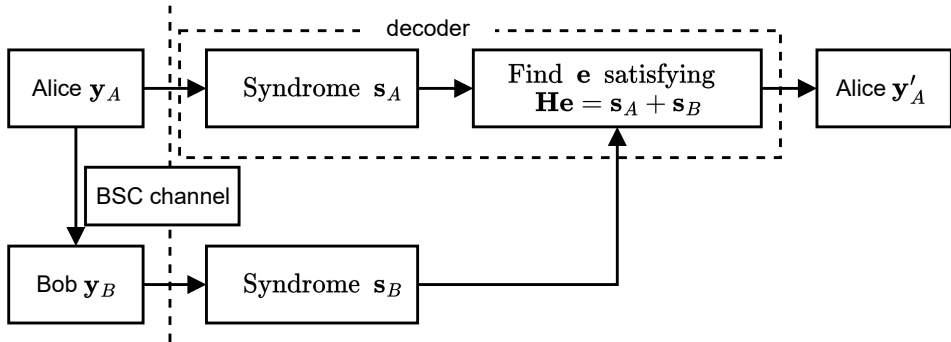 decoder
Alice y_A
Syndrome s_A
Find e satisfying
He = s_A + s_B
Alice y'_A
BSC channel
Bob y_B
Syndrome s_B